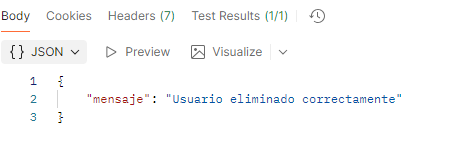 Body Cookies Headers (7) Test Results (1/1)
{} JSON Preview Visualize
1 {
2 "mensaje": "Usuario eliminado correctamente"
3 }